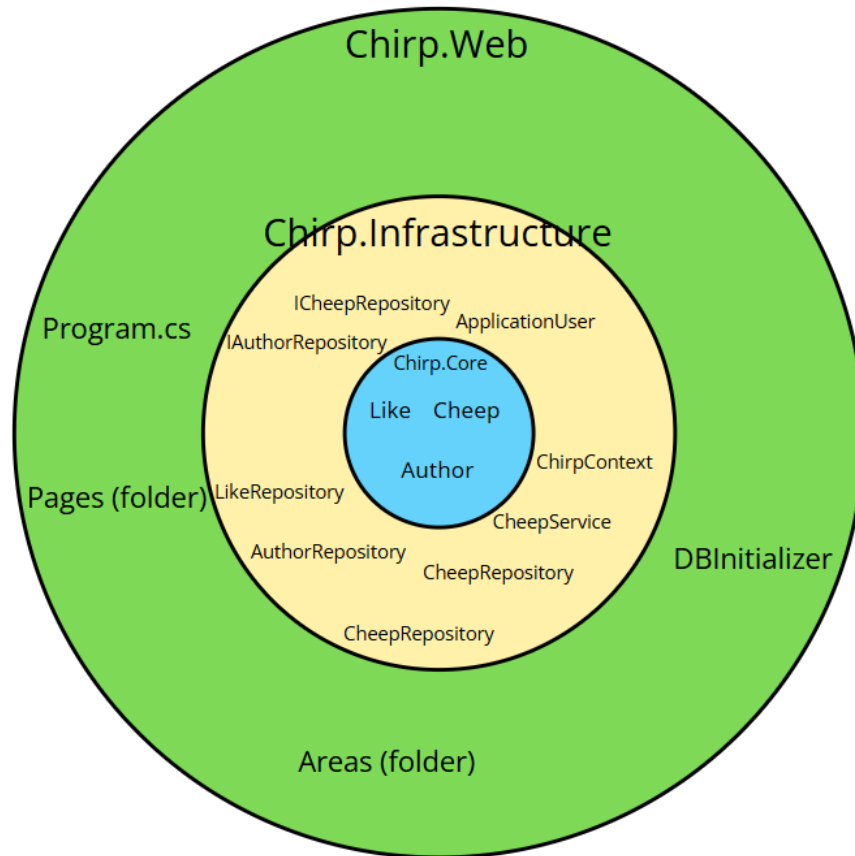 Chirp.Web
Chirp.Infrastructure
ICheepRepository
ApplicationUser
Program.cs
IAuthorRepository
Chirp.Core
Like
Cheep
ChirpContext
Author
Pages (folder)
LikeRepository
CheepService
AuthorRepository
DBInitializer
CheepRepository
CheepRepository
Areas (folder)